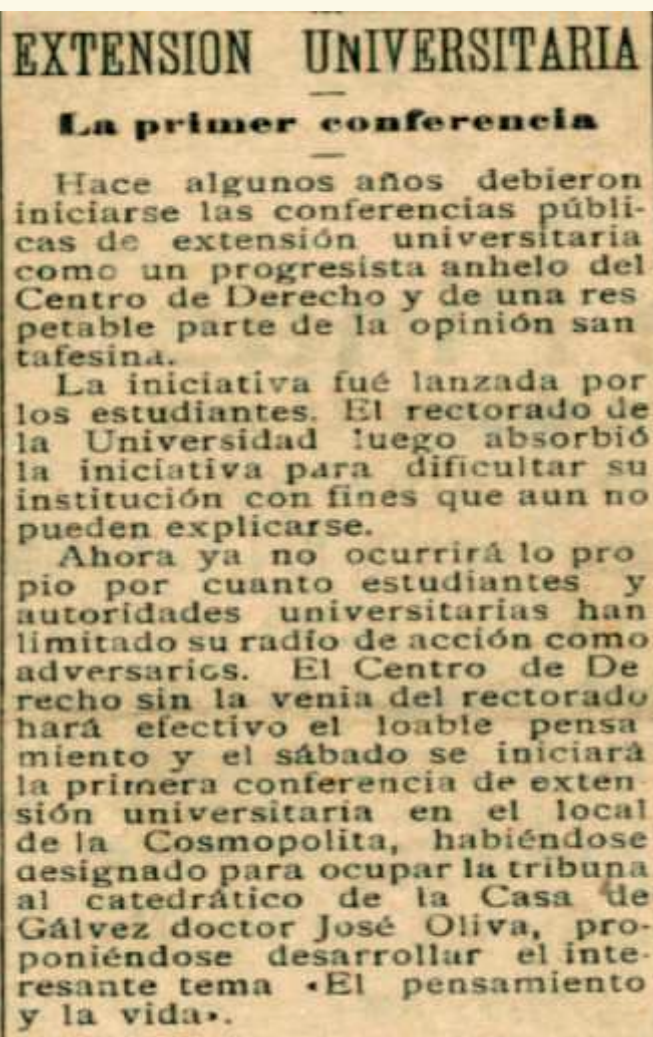 EXTENSION UNIVERSITARIA
La primer conferencia
Hace algunos años debieron
iniciarse las conferencias públi-
cas de extensión universitaria
como un progresista anhelo del
Centro de Derecho y de una res
petable parte de la opinión san
tafesina.
La iniciativa fué lanzada por
los estudiantes. El rectorado de
la Universidad luego absorbió
la iniciativa para dificultar su
institución con fines que aun no
pueden explicarse.
Ahora ya no ocurrirá lo pro
pio por cuanto estudiantes y
autoridades universitarias han
limitado su radio de acción como
adversarios. El Centro de De
recho sin la venia del rectorado
hará efectivo el loable pensa
miento y el sábado se iniciará
la primera conferencia de exten-
sión universitaria en el local
de la Cosmopolita, habiéndose
designado para ocupar la tribuna
al catedrático de la Casa de
Gálvez doctor José Oliva, pro-
poniéndose desarrollar el inte-
resante tema «El pensamiento
y la vida».